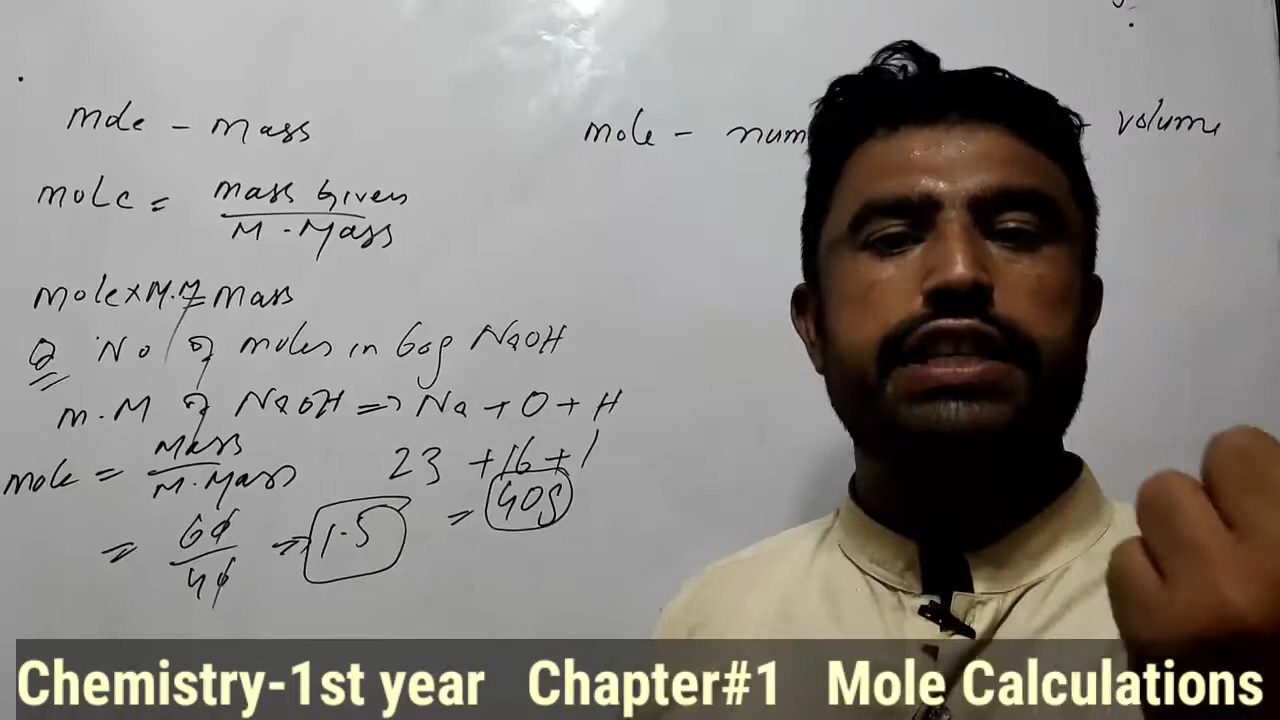 mole - mass
mole - num
volume
mole = mass Given
M. Mass
mole x M.M = mass
Q No of moles in 60g NaOH
m.M of NaOH => Na + O + H
mole = Mass
M. Mass
23 + 16 + 1
= 40g
= 60
40
=> 1.5
Chemistry-1st year Chapter#1 Mole Calculations